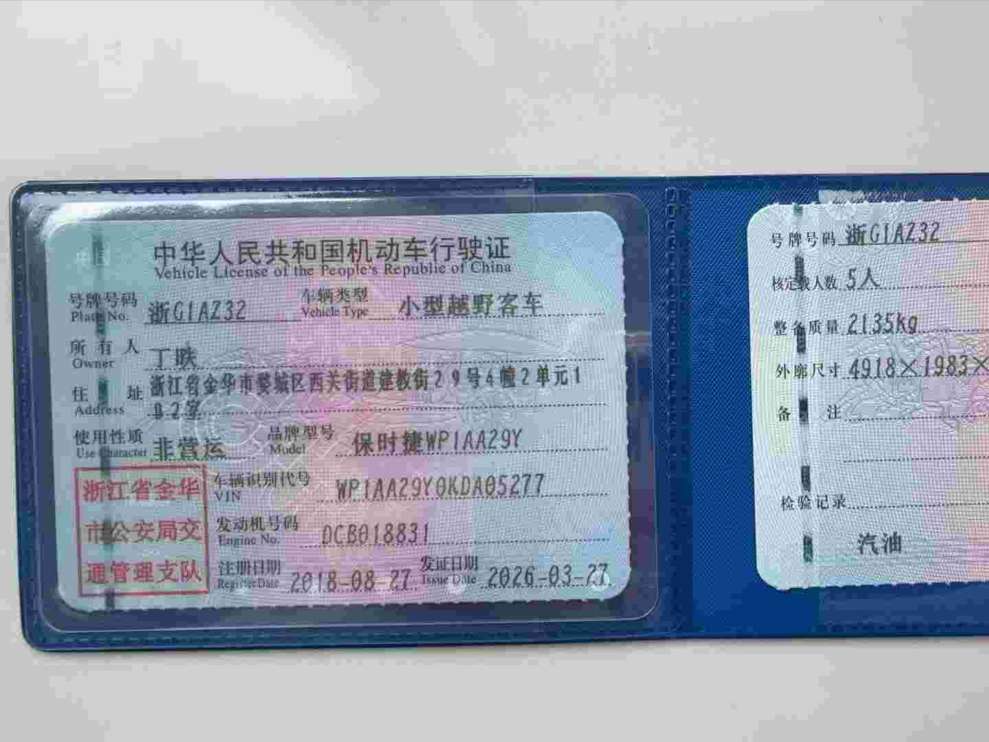 中华人民共和国机动车行驶证
Vehicle License of the People's Republic of China
号牌号码 浙G1AZ32 车辆类型 小型越野客车
Plate No. Vehicle Type
所有人 丁昳
Owner
住址 浙江省金华市婺城区西关街道建教街29号4幢2单元1
Address 02室
使用性质 非营运 品牌型号 保时捷WP1AA29Y
Use Character Model
浙江省金华 车辆识别代号 WP1AA29Y0KDA05277
VIN
市公安局交 发动机号码 DCB018831
Engine No.
通管理支队 注册日期 2018-08-27 发证日期 2026-03-27
Register Date Issue Date
号牌号码 浙G1AZ32
核定载人数 5人
整备质量 2135kg
外廓尺寸 4918×1983×
备注
检验记录
汽油